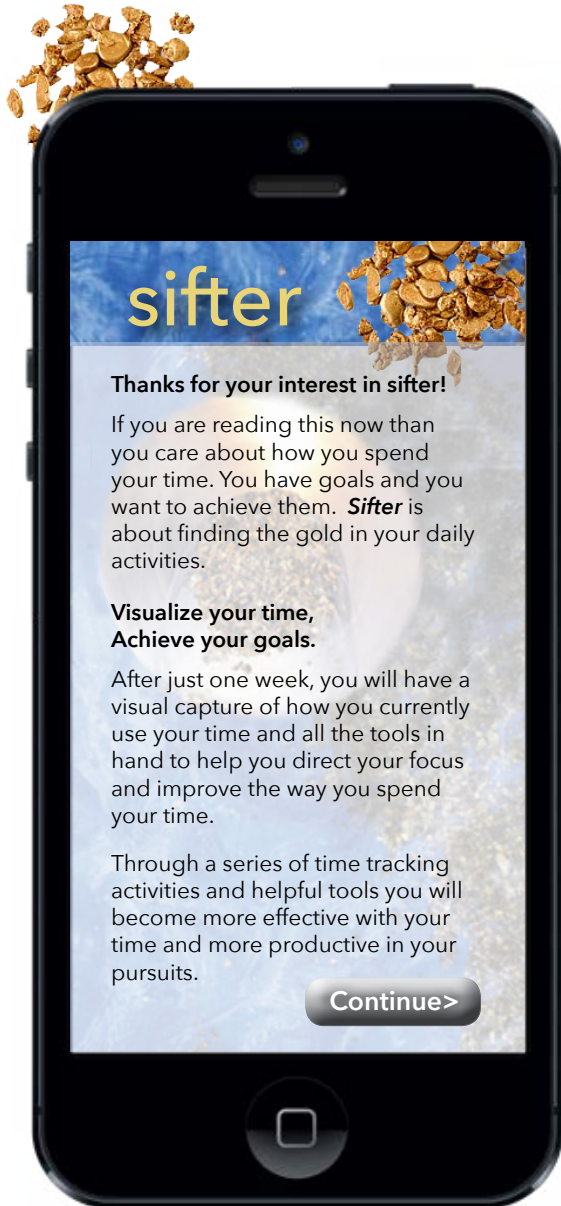 sifter
Thanks for your interest in sifter!
If you are reading this now than
you care about how you spend
your time. You have goals and you
want to achieve them.  Sifter is
about finding the gold in your daily
activities.
Visualize your time,
Achieve your goals.
After just one week, you will have a
visual capture of how you currently
use your time and all the tools in
hand to help you direct your focus
and improve the way you spend
your time.
Through a series of time tracking
activities and helpful tools you will
become more effective with your
time and more productive in your
pursuits.
Continue>